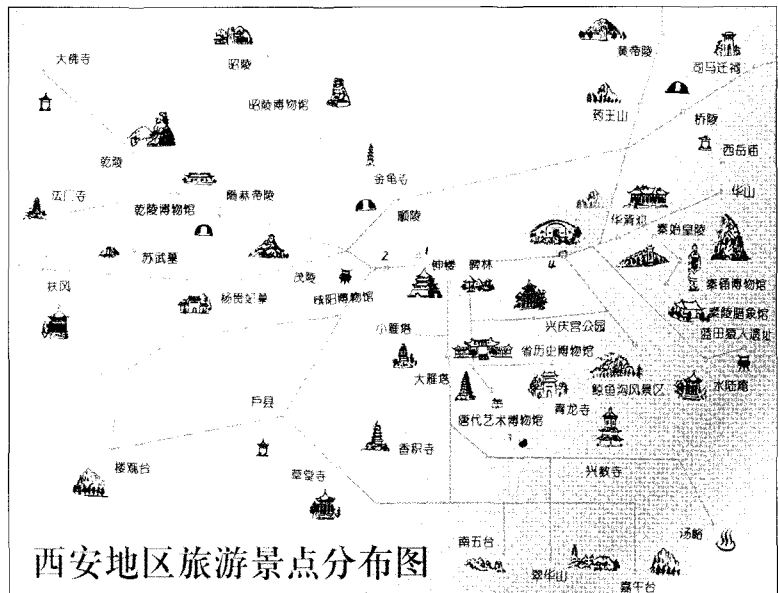 大佛寺
昭陵
黄帝陵
司马迁祠
昭陵博物馆
药王山
桥陵
乾陵
金龟寺
西岳庙
法门寺
乾陵博物馆
顺陵
华清池
华山
苏武墓
秦始皇陵
扶风
茂陵
2
1
钟楼
碑林
4
秦俑博物馆
杨贵妃墓
咸阳博物馆
秦陵腊象馆
小雁塔
兴庆宫公园
蓝田猿人遗址
省历史博物馆
大雁塔
鲸鱼沟风景区
水陆庵
户县
唐代艺术博物馆
青龙寺
香积寺
兴教寺
楼观台
草堂寺
南五台
翠华山
嘉午台
汤峪
西安地区旅游景点分布图